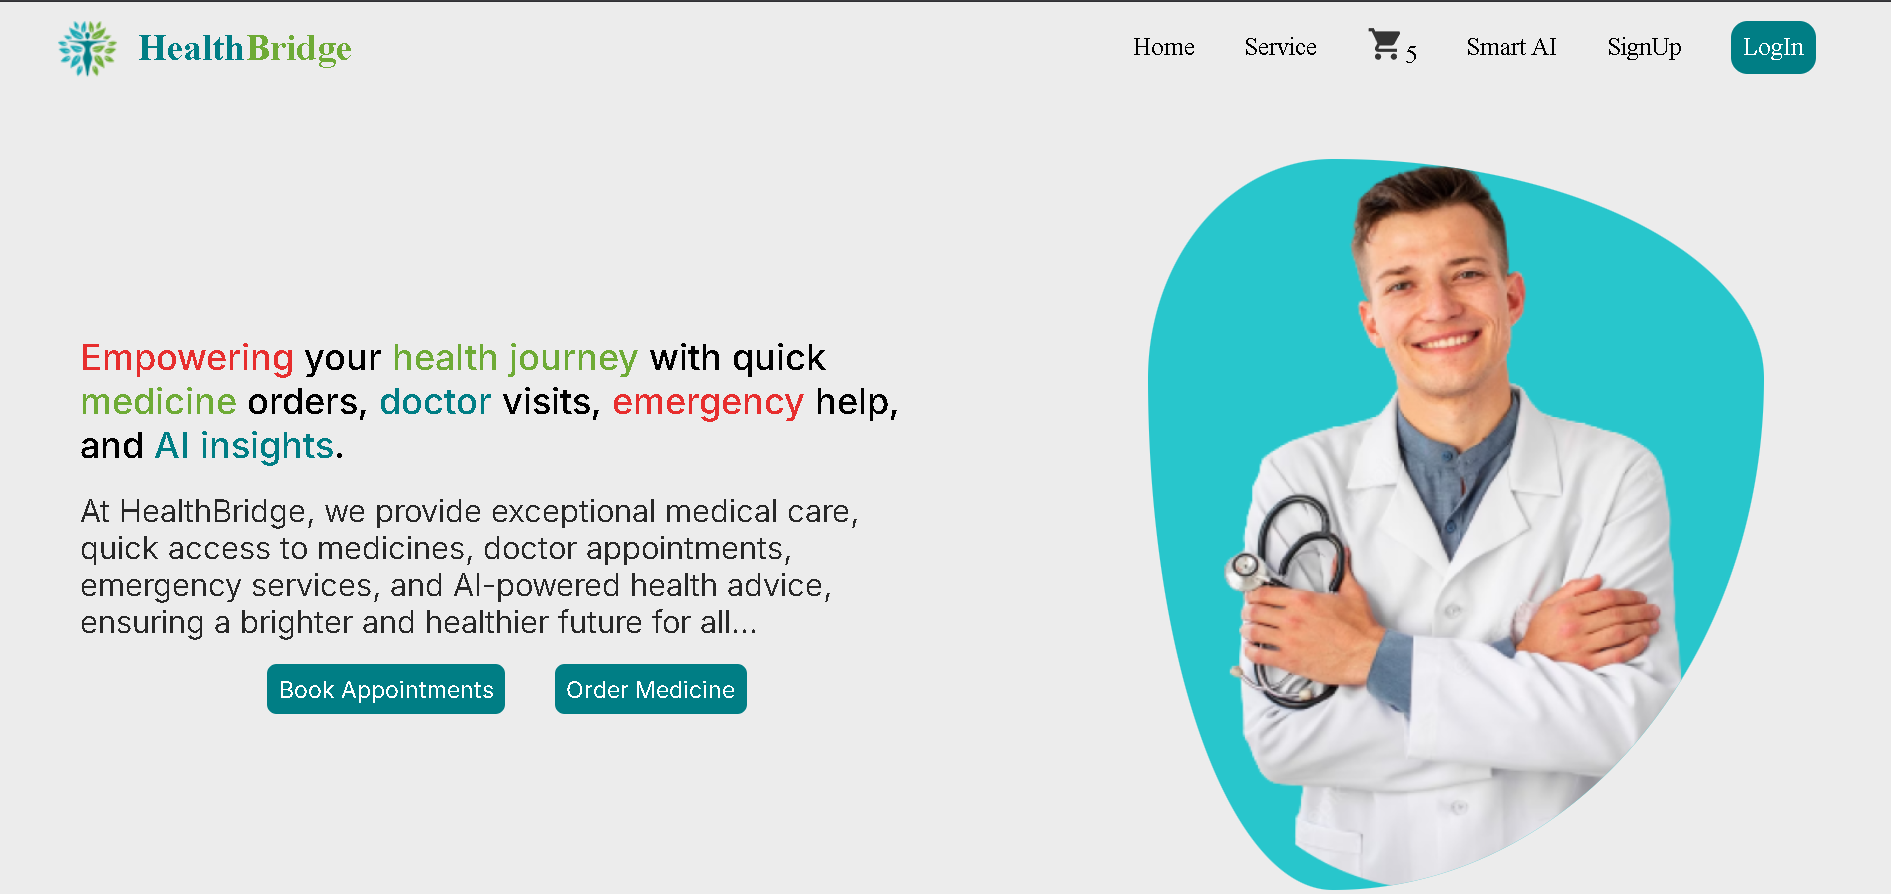 HealthBridge
Home Service 5 Smart AI SignUp LogIn
Empowering your health journey with quick
medicine orders, doctor visits, emergency help,
and AI insights.
At HealthBridge, we provide exceptional medical care,
quick access to medicines, doctor appointments,
emergency services, and AI-powered health advice,
ensuring a brighter and healthier future for all...
Book Appointments Order Medicine